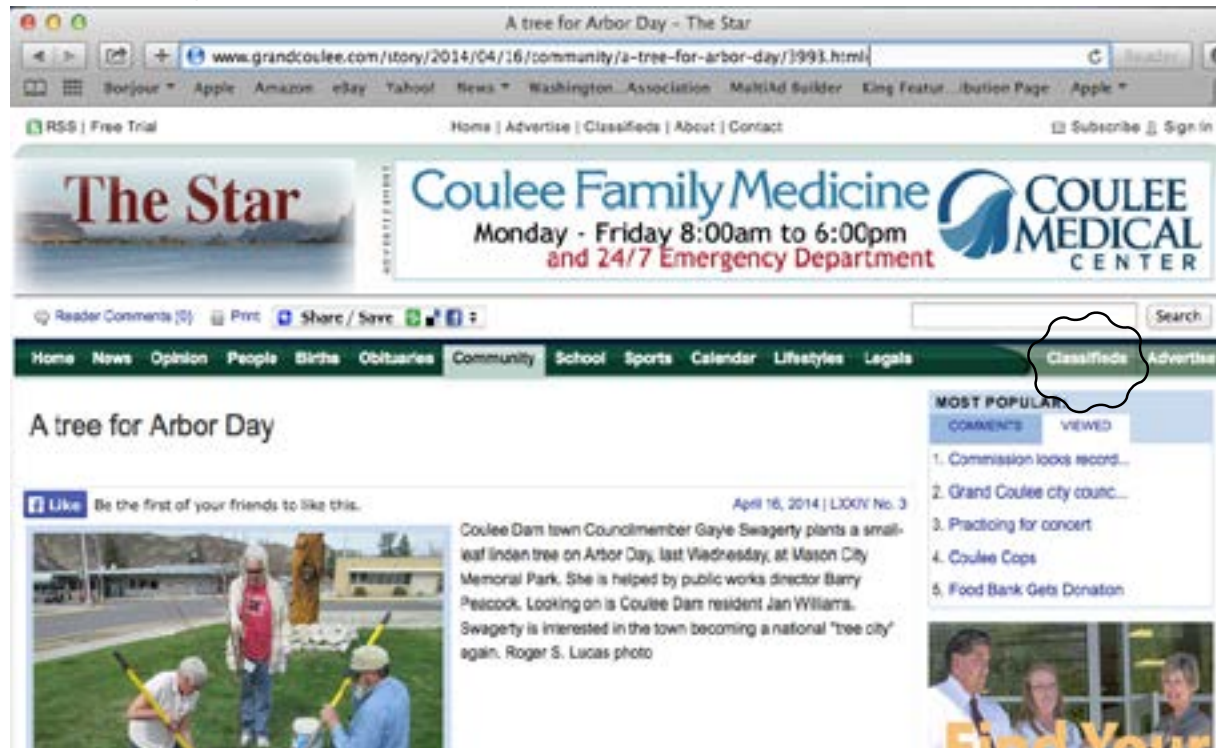 A tree for Arbor Day – The Star
www.grandcoulee.com/story/2014/04/16/community/a-tree-for-arbor-day/3993.html
Reader
Bonjour Apple Amazon eBay Yahoo! News Washington...Association MultiAd Builder King Featur...ibution Page Apple
RSS | Free Trial
Home | Advertise | Classifieds | About | Contact
Subscribe Sign In
The Star
ADVERTISEMENT
Coulee Family Medicine
Monday - Friday 8:00am to 6:00pm
and 24/7 Emergency Department
COULEE
MEDICAL
CENTER
Reader Comments (0) Print Share / Save
Search
Home News Opinion People Births Obituaries Community School Sports Calendar Lifestyles Legals Classifieds Advertise
A tree for Arbor Day
Like Be the first of your friends to like this.
April 16, 2014 | LXXIV No. 3
Coulee Dam town Councilmember Gayle Swagerty plants a small-
leaf linden tree on Arbor Day, last Wednesday, at Mason City
Memorial Park. She is helped by public works director Barry
Peacock. Looking on is Coulee Dam resident Jan Williams.
Swagerty is interested in the town becoming a national "tree city"
again. Roger S. Lucas photo
MOST POPULAR
COMMENTS VIEWED
1. Commission locks record...
2. Grand Coulee city counc...
3. Practicing for concert
4. Coulee Cops
5. Food Bank Gets Donation
Find Your